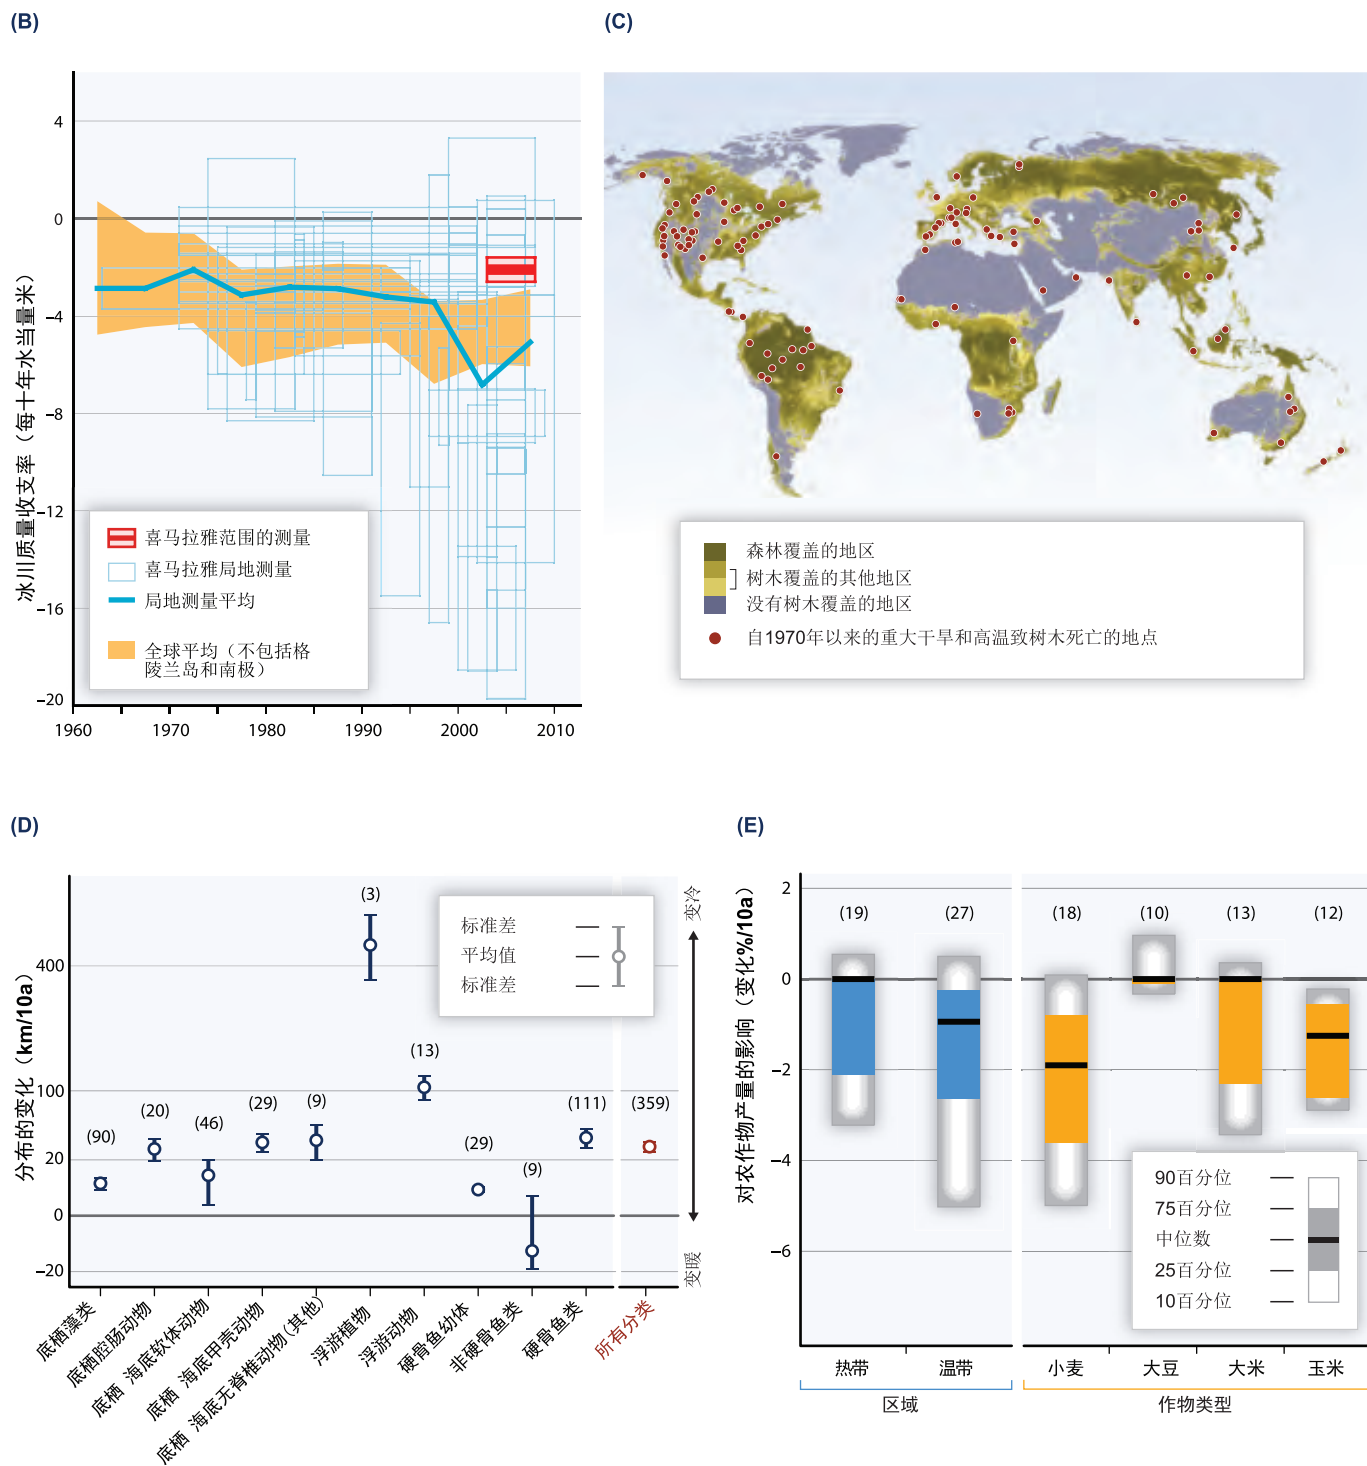 (B)
冰川质量收支率（每十年水当量米）
4
0
−4
−8
−12
−16
−20
1960
1970
1980
1990
2000
2010
喜马拉雅范围的测量
喜马拉雅局地测量
局地测量平均
全球平均（不包括格
陵兰岛和南极）
(C)
森林覆盖的地区
树木覆盖的其他地区
没有树木覆盖的地区
自1970年以来的重大干旱和高温致树木死亡的地点
(D)
分布的变化（km/10a）
400
100
20
0
−20
(90)
(20)
(46)
(29)
(9)
(3)
(13)
(29)
(9)
(111)
(359)
标准差
平均值
标准差
变冷
变暖
底栖藻类
底栖腔肠动物
底栖 海底软体动物
底栖 海底甲壳动物
底栖 海底无脊椎动物(其他)
浮游植物
浮游动物
硬骨鱼幼体
非硬骨鱼类
硬骨鱼类
所有分类
(E)
对农作物产量的影响（变化%/10a）
2
0
−2
−4
−6
(19)
(27)
(18)
(10)
(13)
(12)
90百分位
75百分位
中位数
25百分位
10百分位
热带
温带
小麦
大豆
大米
玉米
区域
作物类型